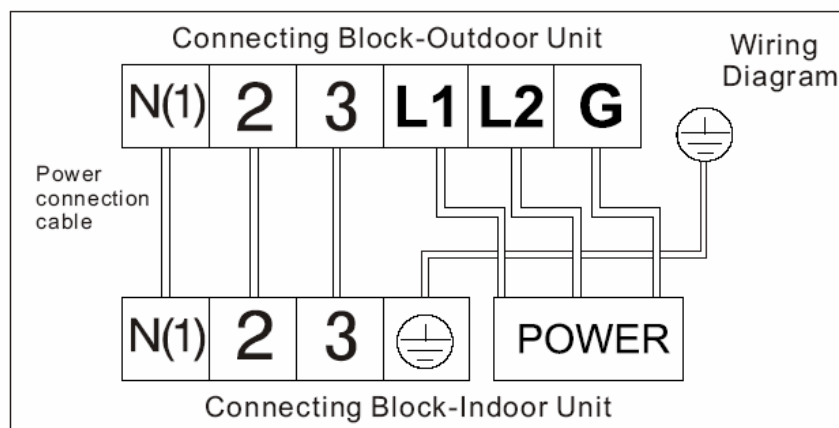 Connecting Block-Outdoor Unit
Wiring
Diagram
N(1) 2 3 L1 L2 G
Power
connection
cable
N(1) 2 3 POWER
Connecting Block-Indoor Unit